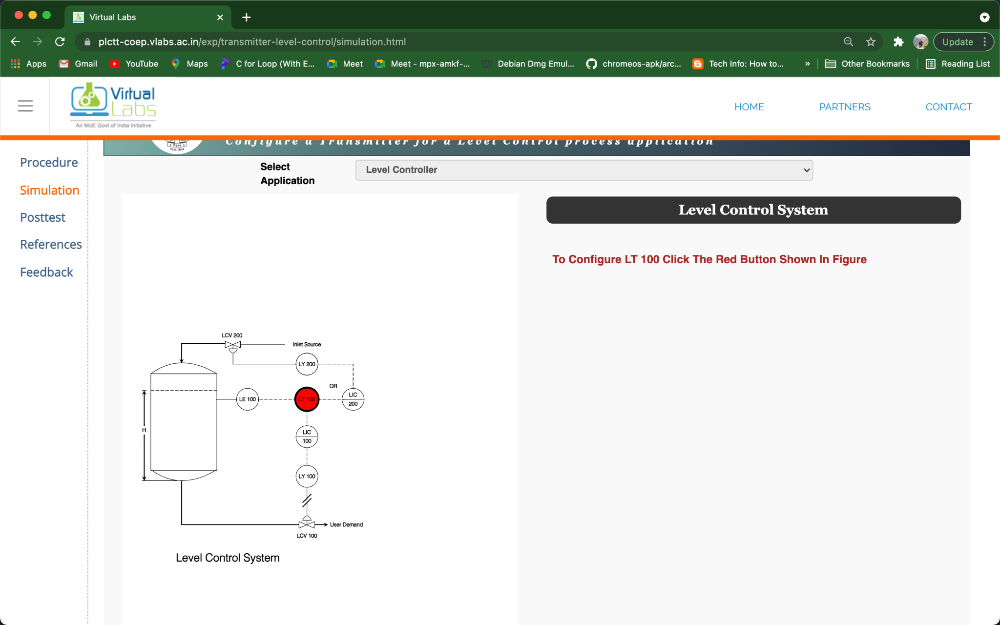 Virtual Labs
plctt-coep.vlabs.ac.in/exp/transmitter-level-control/simulation.html
Update
Apps
Gmail
YouTube
Maps
C for Loop (With E...
Meet
Meet - mpx-amkf-...
Debian Dmg Emul...
chromeos-apk/arc...
Tech Info: How to...
»
Other Bookmarks
Reading List
Virtual
Labs
An MoE Govt of India Initiative
HOME
PARTNERS
CONTACT
Pune
Estd.1854
Configure a Transmitter for a Level Control process application
Procedure
Simulation
Posttest
References
Feedback
Select
Application
Level Controller
Level Control System
To Configure LT 100 Click The Red Button Shown In Figure
LCV 200
Inlet Source
LY 200
OR
LE 100
LT 100
LIC
200
H
LIC
100
LY 100
User Demand
LCV 100
Level Control System